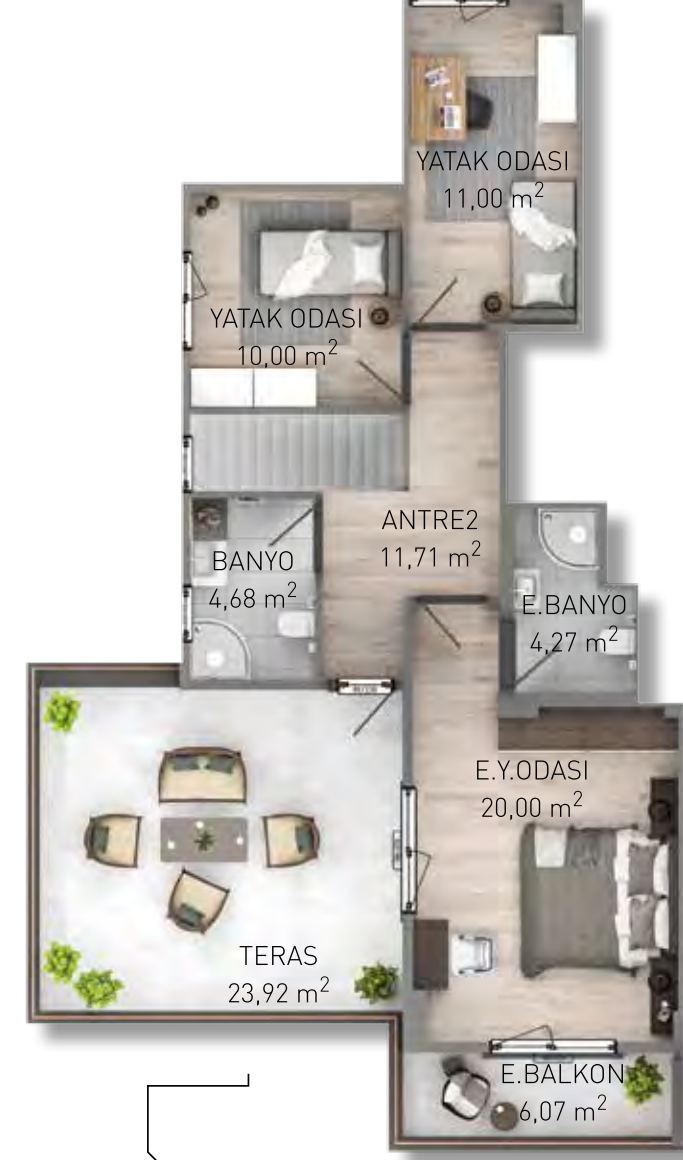 YATAK ODASI
11,00 m²
YATAK ODASI
10,00 m²
ANTRE2
11,71 m²
BANYO
4,68 m²
E.BANYO
4,27 m²
E.Y.ODASI
20,00 m²
TERAS
23,92 m²
E.BALKON
6,07 m²